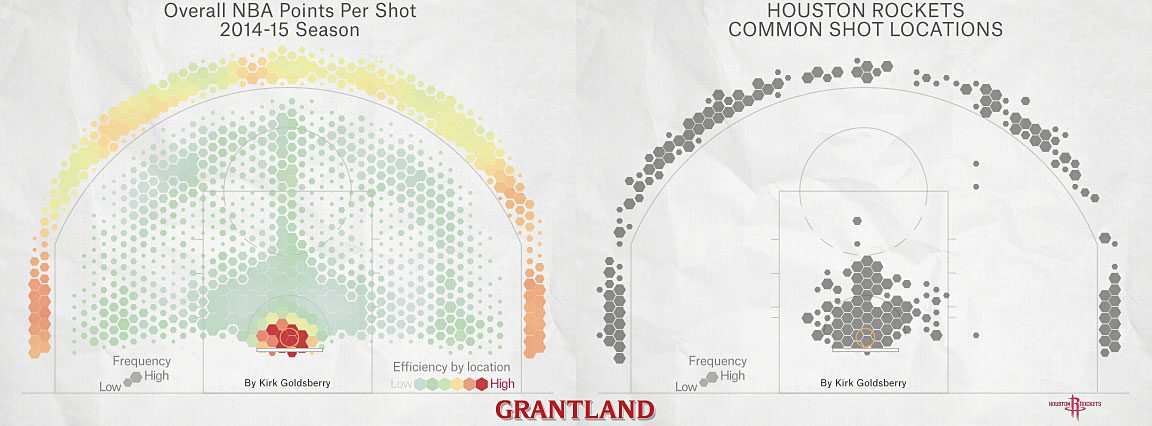 Overall NBA Points Per Shot
2014-15 Season
Frequency
Low High
Efficiency by location
Low High
By Kirk Goldsberry
HOUSTON ROCKETS
COMMON SHOT LOCATIONS
Frequency
Low High
By Kirk Goldsberry
GRANTLAND
HOUSTON ROCKETS